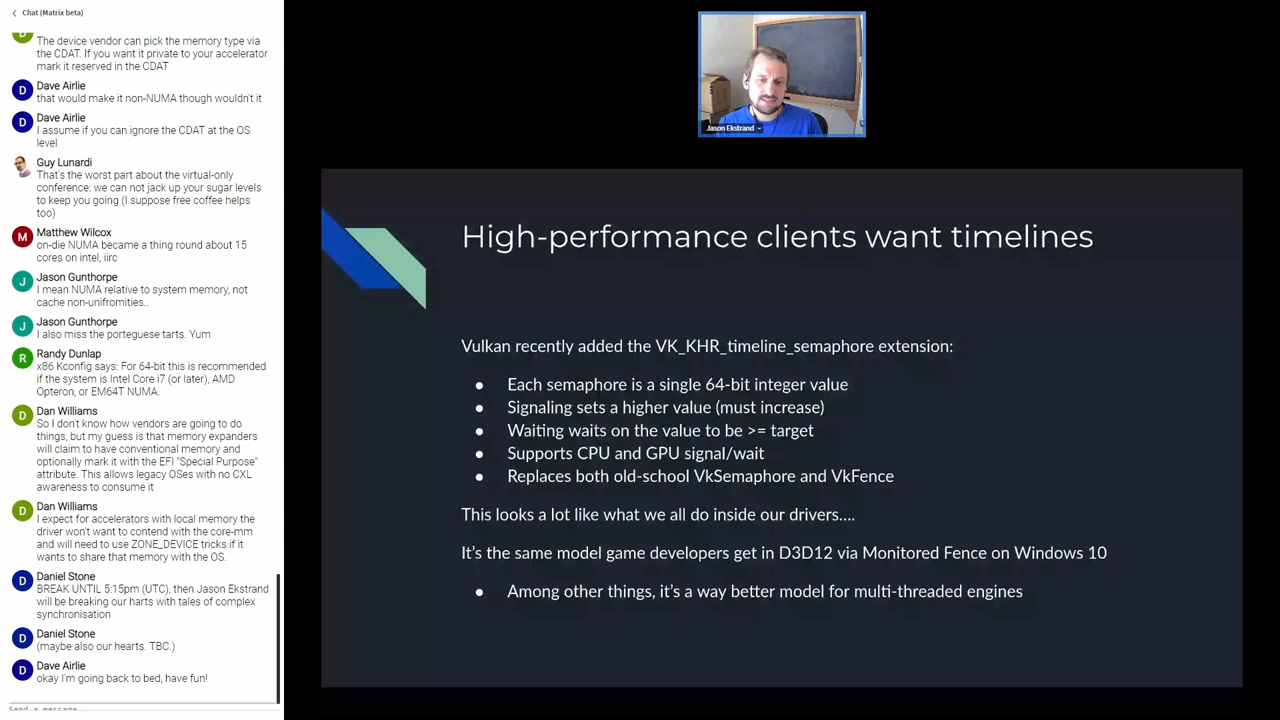 Chat (Matrix beta)
D
The device vendor can pick the memory type via
the CDAT. If you want it private to your accelerator
mark it reserved in the CDAT
D
Dave Airlie
that would make it non-NUMA though wouldn't it
D
Dave Airlie
I assume if you can ignore the CDAT at the OS
level
Guy Lunardi
That's the worst part about the virtual-only
conference: we can not jack up your sugar levels
to keep you going (I suppose free coffee helps
too)
M
Matthew Wilcox
on-die NUMA became a thing round about 15
cores on intel, iirc
J
Jason Gunthorpe
I mean NUMA relative to system memory, not
cache non-unifromities..
J
Jason Gunthorpe
I also miss the porteguese tarts. Yum
R
Randy Dunlap
x86 Kconfig says: For 64-bit this is recommended
if the system is Intel Core i7 (or later), AMD
Opteron, or EM64T NUMA.
D
Dan Williams
So I don't know how vendors are going to do
things, but my guess is that memory expanders
will claim to have conventional memory and
optionally mark it with the EFI "Special Purpose"
attribute. This allows legacy OSes with no CXL
awareness to consume it
D
Dan Williams
I expect for accelerators with local memory the
driver won't want to contend with the core-mm
and will need to use ZONE_DEVICE tricks if it
wants to share that memory with the OS.
D
Daniel Stone
BREAK UNTIL 5:15pm (UTC), then Jason Ekstrand
will be breaking our harts with tales of complex
synchronisation
D
Daniel Stone
(maybe also our hearts. TBC.)
D
Dave Airlie
okay I'm going back to bed, have fun!
Send a message
Jason Ekstrand
High-performance clients want timelines
Vulkan recently added the VK_KHR_timeline_semaphore extension:
● Each semaphore is a single 64-bit integer value
● Signaling sets a higher value (must increase)
● Waiting waits on the value to be >= target
● Supports CPU and GPU signal/wait
● Replaces both old-school VkSemaphore and VkFence
This looks a lot like what we all do inside our drivers....
It's the same model game developers get in D3D12 via Monitored Fence on Windows 10
● Among other things, it's a way better model for multi-threaded engines